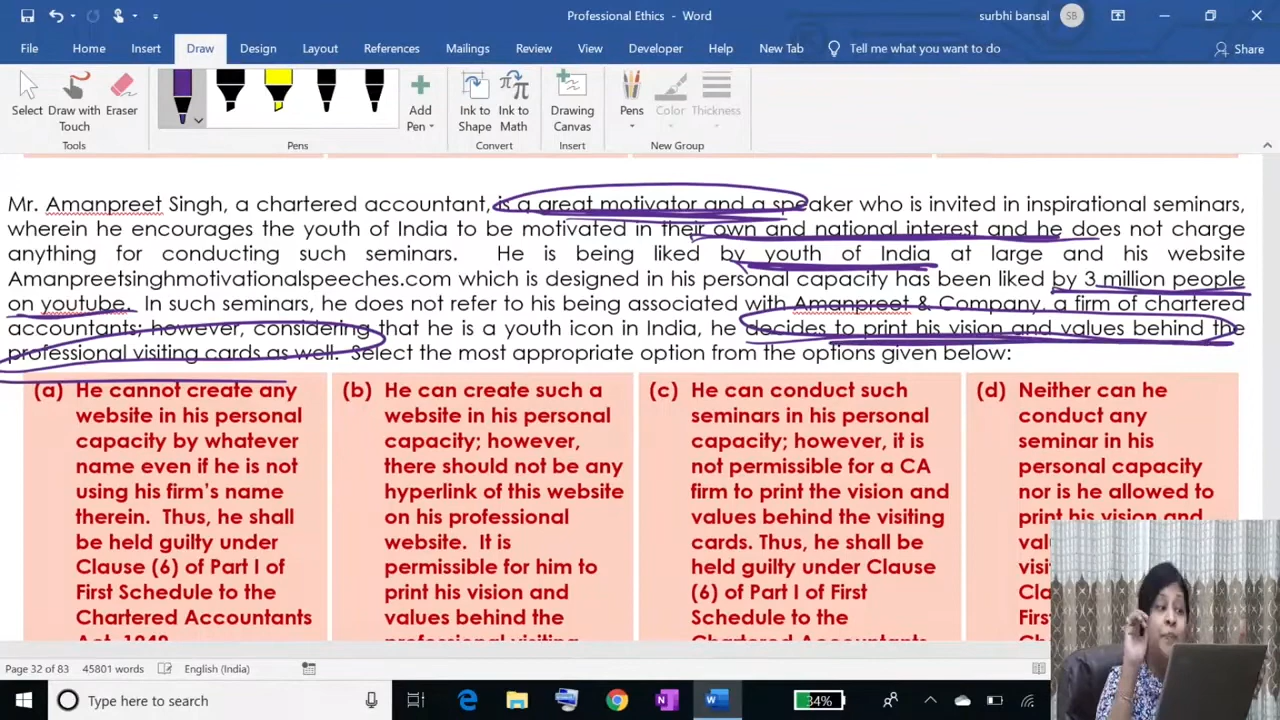 Professional Ethics - Word
surbhi bansal SB
File Home Insert Draw Design Layout References Mailings Review View Developer Help New Tab Tell me what you want to do Share
Select Draw with Touch Eraser Add Pen Ink to Shape Ink to Math Drawing Canvas Pens Color Thickness
Tools Pens Convert Insert New Group
Mr. Amanpreet Singh, a chartered accountant, is a great motivator and a speaker who is invited in inspirational seminars,
wherein he encourages the youth of India to be motivated in their own and national interest and he does not charge
anything for conducting such seminars. He is being liked by youth of India at large and his website
Amanpreetsinghmotivationalspeeches.com which is designed in his personal capacity has been liked by 3 million people
on youtube. In such seminars, he does not refer to his being associated with Amanpreet & Company, a firm of chartered
accountants; however, considering that he is a youth icon in India, he decides to print his vision and values behind the
professional visiting cards as well. Select the most appropriate option from the options given below:
(a) He cannot create any
website in his personal
capacity by whatever
name even if he is not
using his firm's name
therein. Thus, he shall
be held guilty under
Clause (6) of Part I of
First Schedule to the
Chartered Accountants
Act, 1949
(b) He can create such a
website in his personal
capacity; however,
there should not be any
hyperlink of this website
on his professional
website. It is
permissible for him to
print his vision and
values behind the
professional visiting
(c) He can conduct such
seminars in his personal
capacity; however, it is
not permissible for a CA
firm to print the vision and
values behind the visiting
cards. Thus, he shall be
held guilty under Clause
(6) of Part I of First
Schedule to the
Chartered Accountants
(d) Neither can he
conduct any
seminar in his
personal capacity
nor is he allowed to
print his vision and
Page 32 of 83 45801 words English (India)
Type here to search
34%